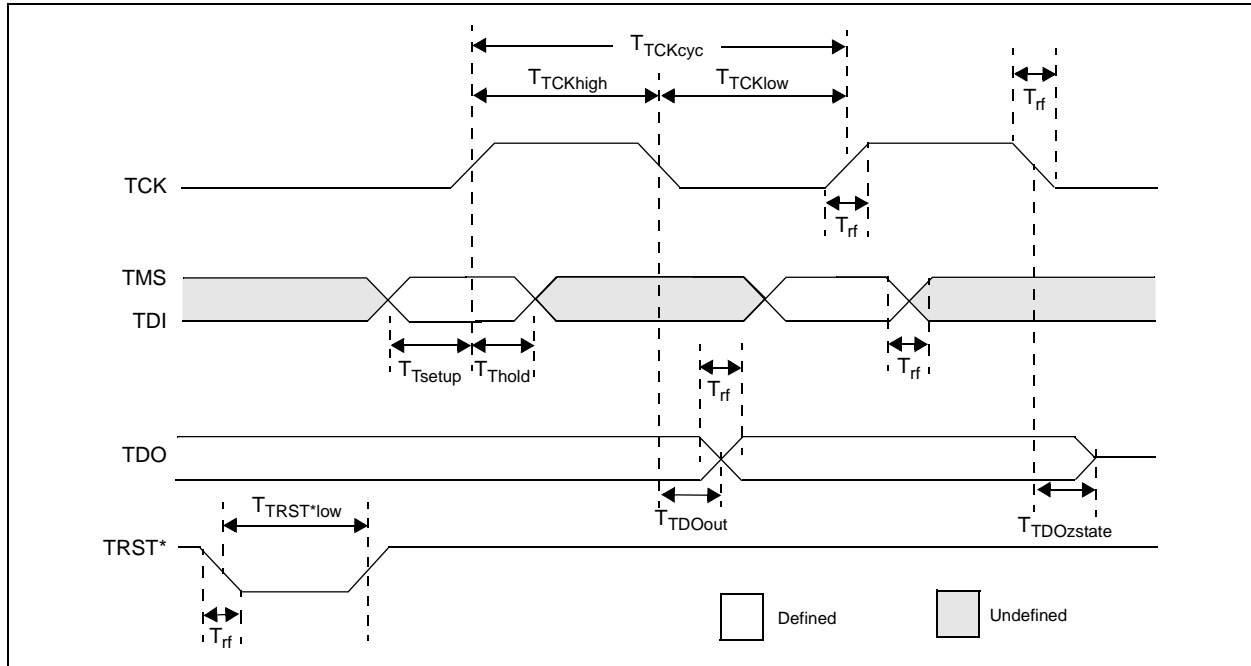 TTCKcyc
TTCKhigh
TTCKlow
Trf
TCK
Trf
TMS
TDI
TTsetup
TThold
Trf
Trf
TDO
TTDOout
TTDOzstate
TTRST*low
TRST*
Trf
Defined
Undefined